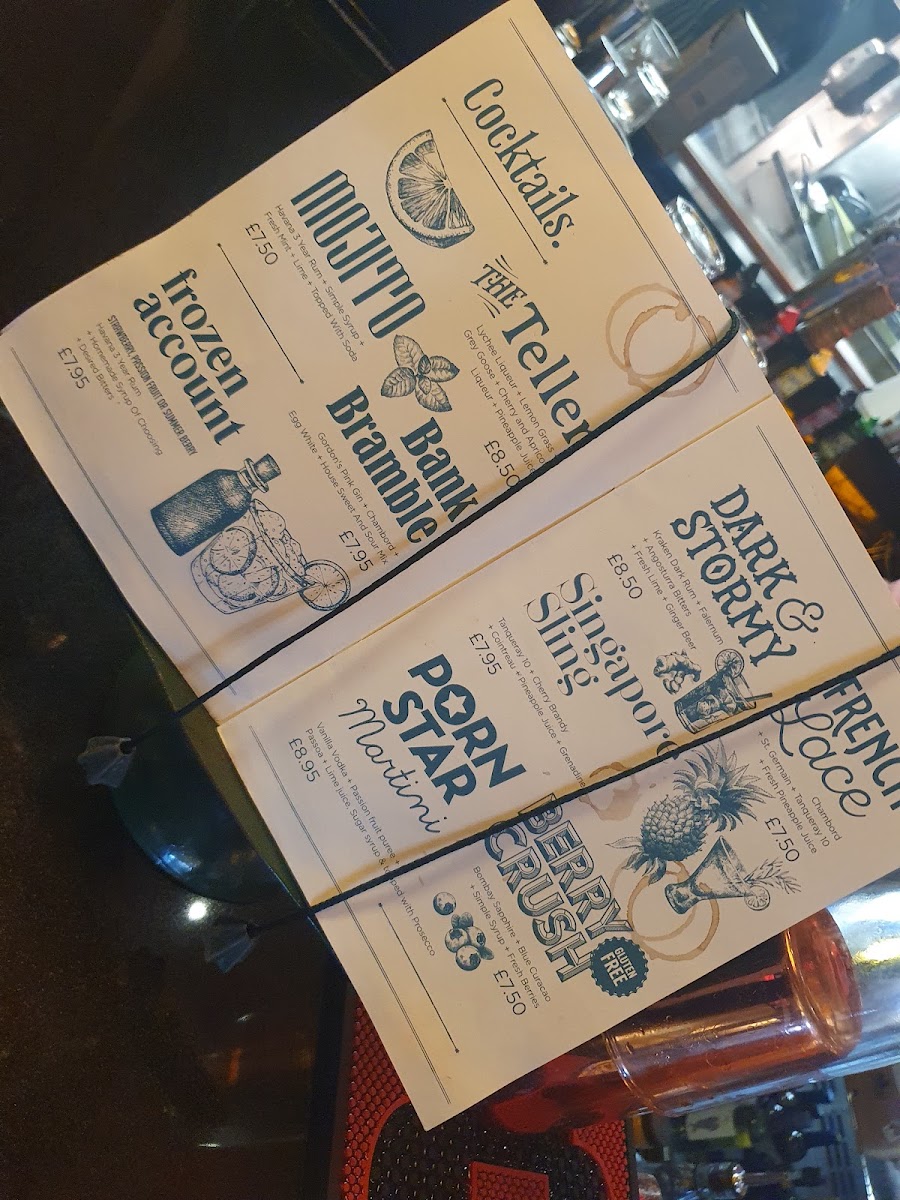 Cocktails.
THE Teller
Lychee Liqueur + Lemon Grass
Grey Goose + Cherry and Aprico
Liqueur + Pineapple Juice
£8.50
MOJITO
Havana 3 Year Rum + Simple Syrup +
Fresh Mint + Lime + Topped With Soda
£7.50
Bank
Bramble
Gordon's Pink Gin + Chambord +
Egg White + House Sweet And Sour Mix
£7.95
frozen
account
STRAWBERRY, PASSION FRUIT OR SUMMER BERRY
Havana 3 Year Rum
+ Homemade Syrup Of Choosing
+ Desired Bitters
£7.95
DARK &
STORMY
Kraken Dark Rum + Falernum
+ Angosturra Bitters
+ Fresh Lime + Ginger Beer
£8.50
FRENCH
Lace
Chambord
+ St. Germain + Tanqueray 10
+ Fresh Pineapple Juice
£7.50
Singapore
Sling
Tanqueray 10 + Cherry Brandy
+ Cointreau + Pineapple Juice + Grenadine
£7.95
BERRY
CRUSH
GLUTEN
FREE
Bombay Sapphire + Blue Curacao
+ Simple Syrup + Fresh Berries
£7.50
PORN
STAR
Martini
Vanilla Vodka + Passion fruit puree +
Passoa + Lime juice, Sugar syrup & topped with Prosecco
£8.95